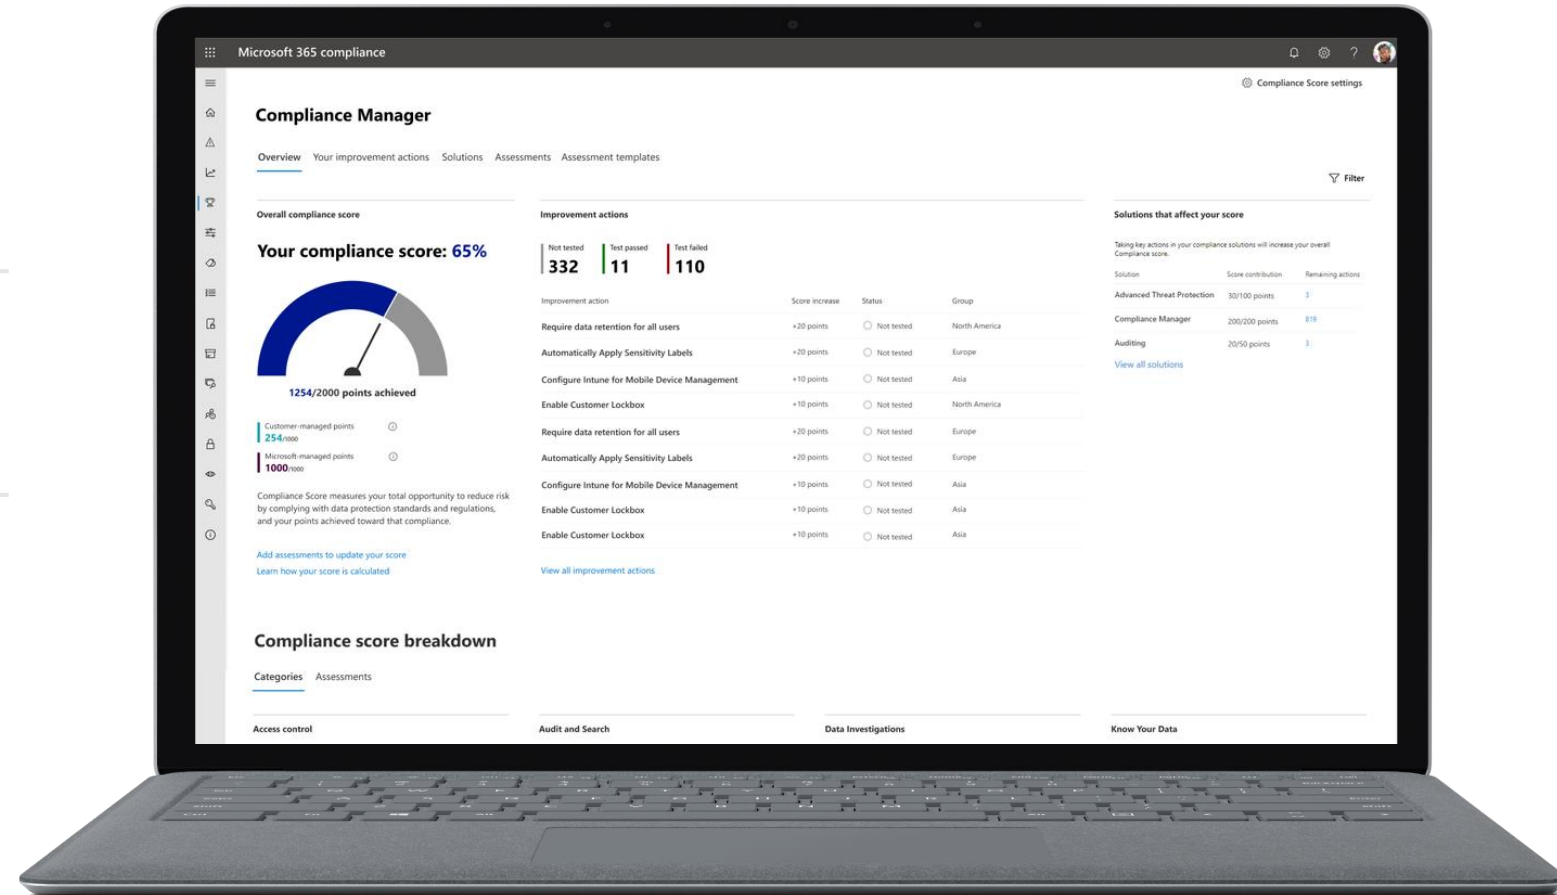 Microsoft 365 compliance
?
Compliance Score settings
Compliance Manager
Overview Your improvement actions Solutions Assessments Assessment templates
Filter
Overall compliance score
Your compliance score: 65%
1254/2000 points achieved
Customer-managed points
254/1000
Microsoft-managed points
1000/1000
Compliance Score measures your total opportunity to reduce risk
by complying with data protection standards and regulations,
and your points achieved toward that compliance.
Add assessments to update your score
Learn how your score is calculated
Improvement actions
Not tested Test passed Test failed
332 11 110
Improvement action Score increase Status Group
Require data retention for all users +20 points Not tested North America
Automatically Apply Sensitivity Labels +20 points Not tested Europe
Configure Intune for Mobile Device Management +10 points Not tested Asia
Enable Customer Lockbox +10 points Not tested North America
Require data retention for all users +20 points Not tested Europe
Automatically Apply Sensitivity Labels +20 points Not tested Europe
Configure Intune for Mobile Device Management +10 points Not tested Asia
Enable Customer Lockbox +10 points Not tested Asia
Enable Customer Lockbox +10 points Not tested Asia
View all improvement actions
Solutions that affect your score
Taking key actions in your compliance solutions will increase your overall
Compliance score.
Solution Score contribution Remaining actions
Advanced Threat Protection 30/100 points 3
Compliance Manager 200/200 points 819
Auditing 20/50 points 3
View all solutions
Compliance score breakdown
Categories Assessments
Access control Audit and Search Data Investigations Know Your Data